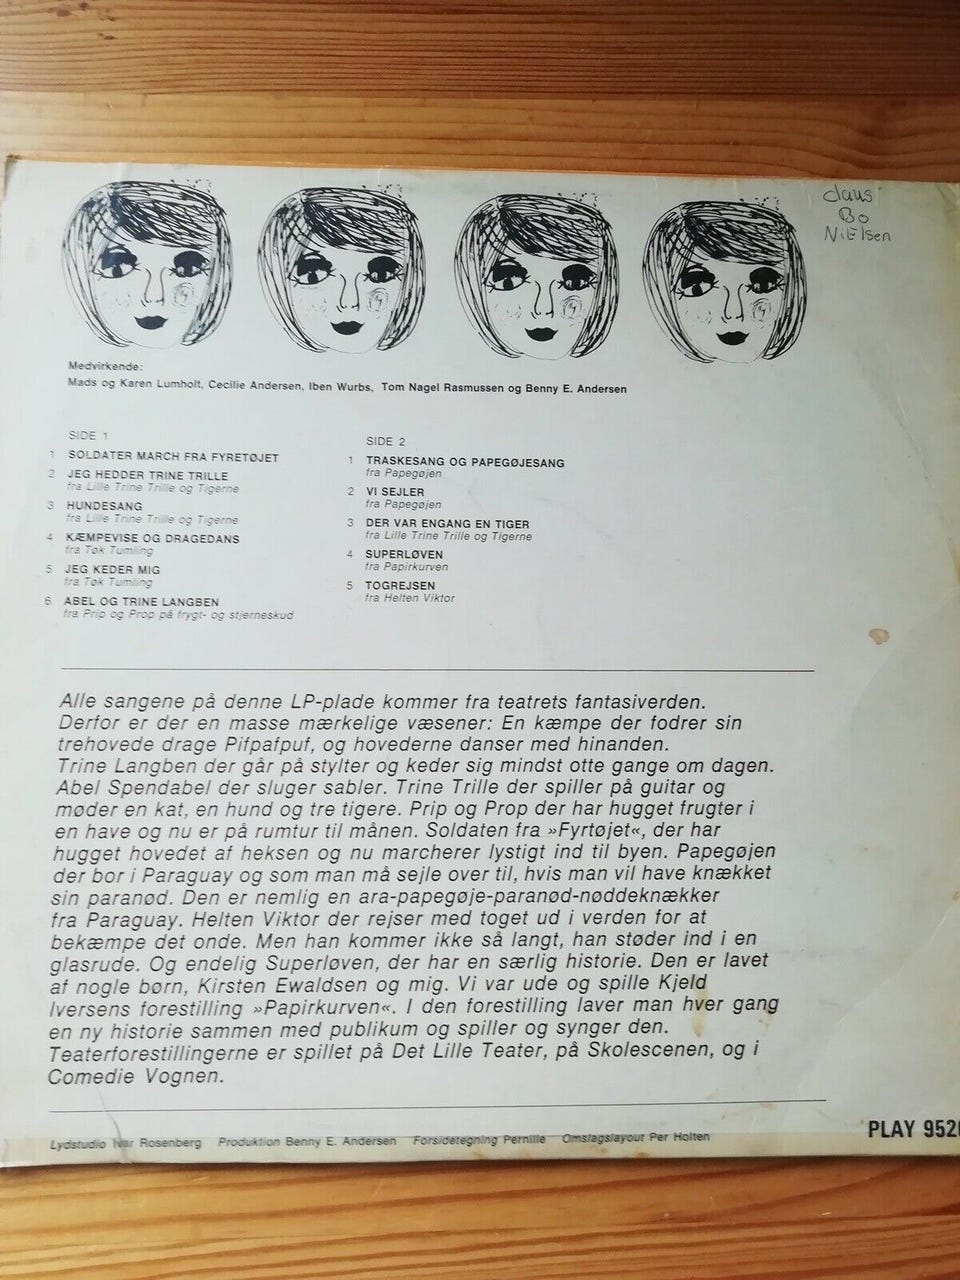 Claus
Bo
NiElsen
Medvirkende:
Mads og Karen Lumholt, Cecilie Andersen, Iben Wurbs, Tom Nagel Rasmussen og Benny E. Andersen
SIDE 1
1 SOLDATER MARCH FRA FYRETØJET
2 JEG HEDDER TRINE TRILLE
fra Lille Trine Trille og Tigerne
3 HUNDESANG
fra Lille Trine Trille og Tigerne
4 KÆMPEVISE OG DRAGEDANS
fra Tøk Tumling
5 JEG KEDER MIG
fra Tøk Tumling
6 ABEL OG TRINE LANGBEN
fra Prip og Prop på frygt- og stjerneskud
SIDE 2
1 TRASKESANG OG PAPEGØJESANG
fra Papegøjen
2 VI SEJLER
fra Papegøjen
3 DER VAR ENGANG EN TIGER
fra Lille Trine Trille og Tigerne
4 SUPERLØVEN
fra Papirkurven
5 TOGREJSEN
fra Helten Viktor
Alle sangene på denne LP-plade kommer fra teatrets fantasiverden.
Derfor er der en masse mærkelige væsener: En kæmpe der fodrer sin
trehovede drage Pifpafpuf, og hovederne danser med hinanden.
Trine Langben der går på stylter og keder sig mindst otte gange om dagen.
Abel Spendabel der sluger sabler. Trine Trille der spiller på guitar og
møder en kat, en hund og tre tigere. Prip og Prop der har hugget frugter i
en have og nu er på rumtur til månen. Soldaten fra »Fyrtøjet«, der har
hugget hovedet af heksen og nu marcherer lystigt ind til byen. Papegøjen
der bor i Paraguay og som man må sejle over til, hvis man vil have knækket
sin paranød. Den er nemlig en ara-papegøje-paranød-nøddeknækker
fra Paraguay. Helten Viktor der rejser med toget ud i verden for at
bekæmpe det onde. Men han kommer ikke så langt, han støder ind i en
glasrude. Og endelig Superløven, der har en særlig historie. Den er lavet
af nogle børn, Kirsten Ewaldsen og mig. Vi var ude og spille Kjeld
Iversens forestilling »Papirkurven«. I den forestilling laver man hver gang
en ny historie sammen med publikum og spiller og synger den.
Teaterforestillingerne er spillet på Det Lille Teater, på Skolescenen, og i
Comedie Vognen.
Lydstudio Ivar Rosenberg Produktion Benny E. Andersen Forsidetegning Pernille Omslagslayout Per Holten
PLAY 952